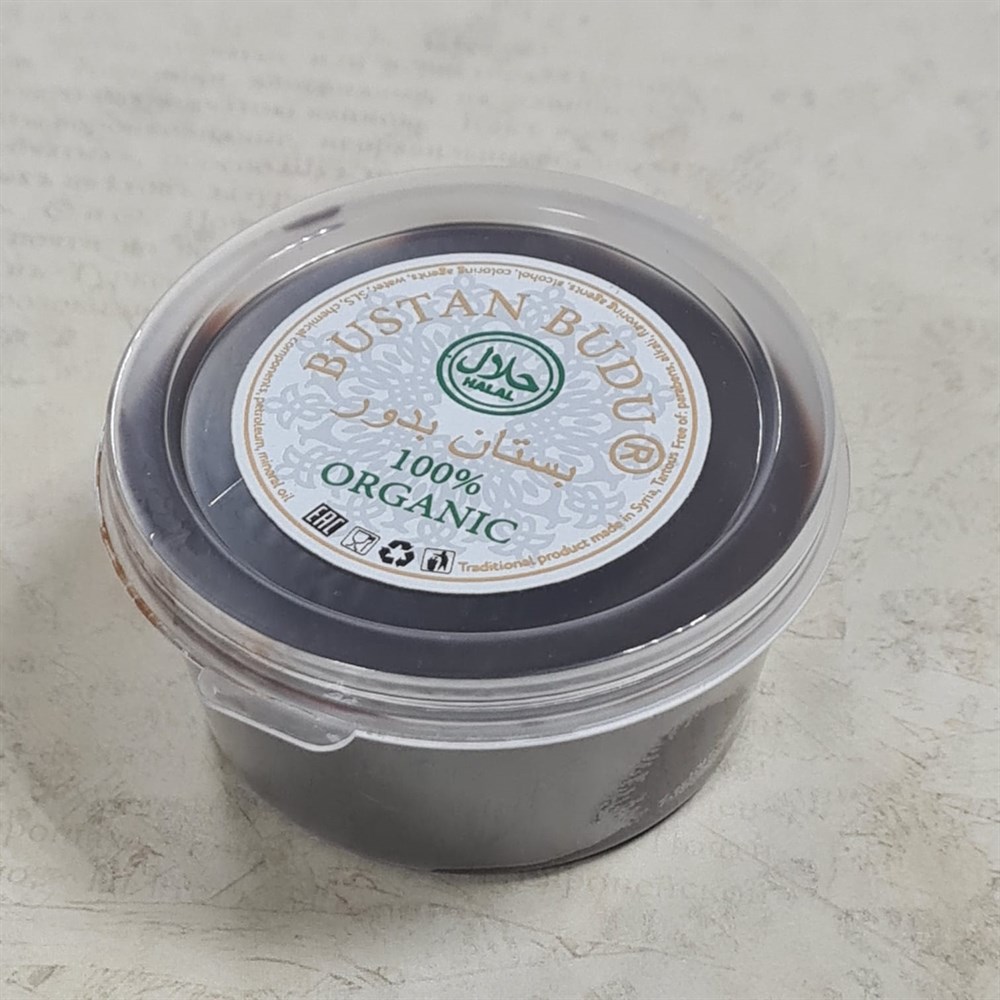 BUSTAN BUDU®
حلال
HALAL
بستان بدور
100%
ORGANIC
EAC
Traditional product made in Syria, Tartous Free of: parabens, alkali, flavoring agents, alcohol, coloring agents, water, SLS, chemical components, petroleum, mineral oil